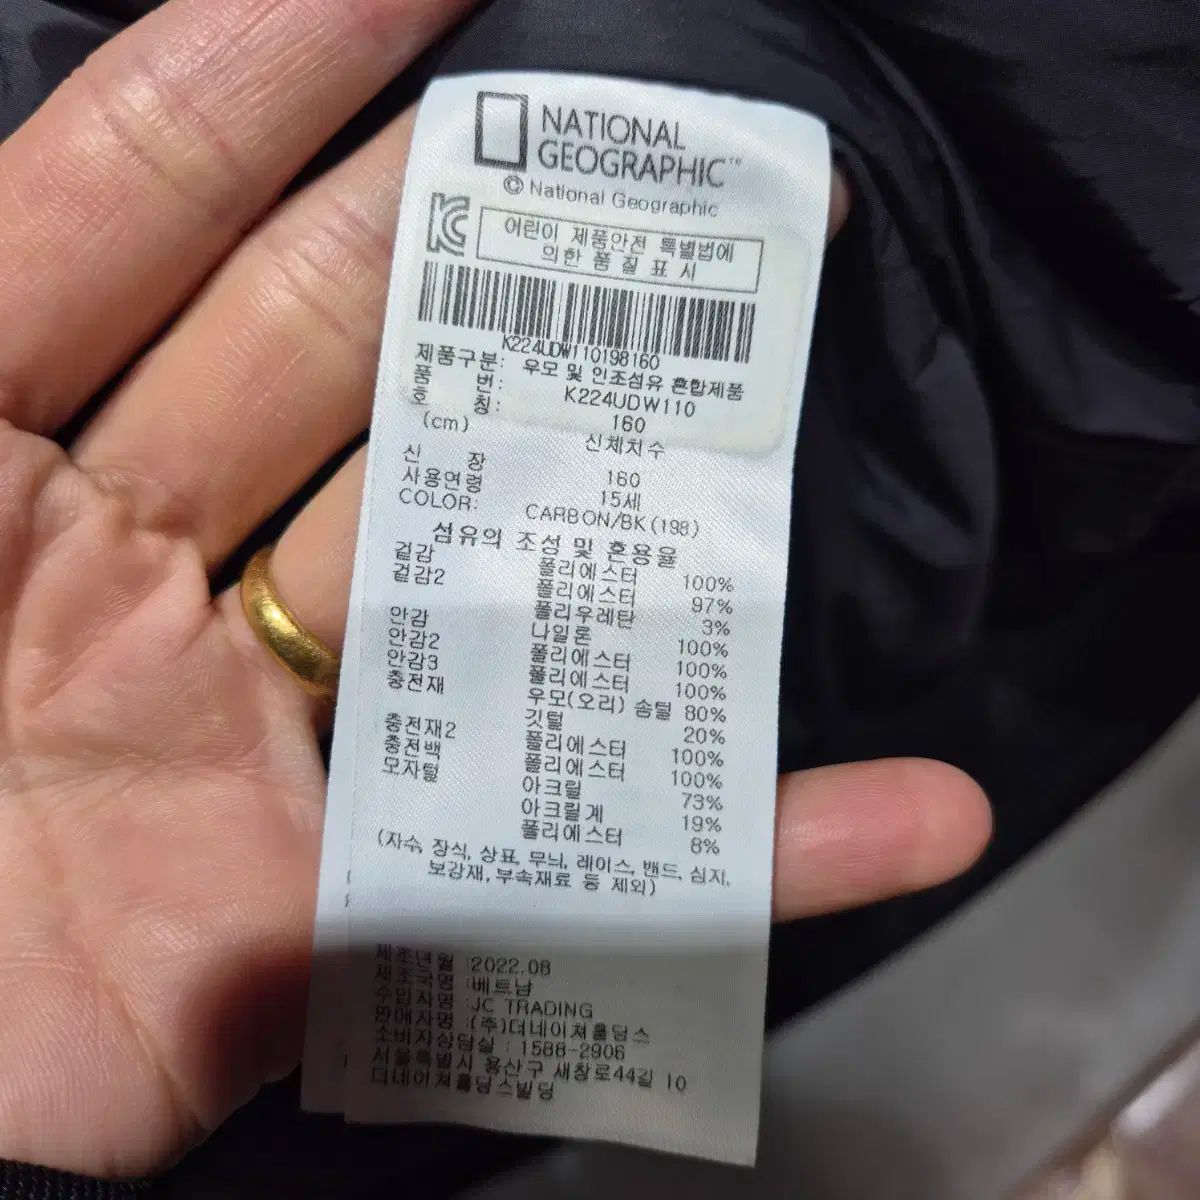 NATIONAL
GEOGRAPHIC™
© National Geographic
어린이 제품안전 특별법에
의한 품 질 표 시
K224UDW110198160
제품구분: 우모 및 인조섬유 혼합제품
품 번: K224UDW110
호 칭: 160
(cm) 신체치수
신 장 160
사용연령 15세
COLOR: CARBON/BK(198)
섬유의 조성 및 혼용율
겉감 폴리에스터 100%
겉감2 폴리에스터 97%
폴리우레탄 3%
안감 나일론 100%
안감2 폴리에스터 100%
안감3 폴리에스터 100%
충전재 우모(오리) 솜털 80%
깃털 20%
충전재2 폴리에스터 100%
충전백 폴리에스터 100%
모자털 아크릴 73%
아크릴계 19%
폴리에스터 8%
(자수, 장식, 상표, 무늬, 레이스, 밴드, 심지,
보강재, 부속재료 등 제외)
제조년월 :2022.08
제조국명 :베트남
수입자명 :JC TRADING
판매자명 :(주)더네이쳐홀딩스
소비자상담실 : 1588-2906
서울특별시 용산구 새창로44길 10
더네이쳐홀딩스빌딩